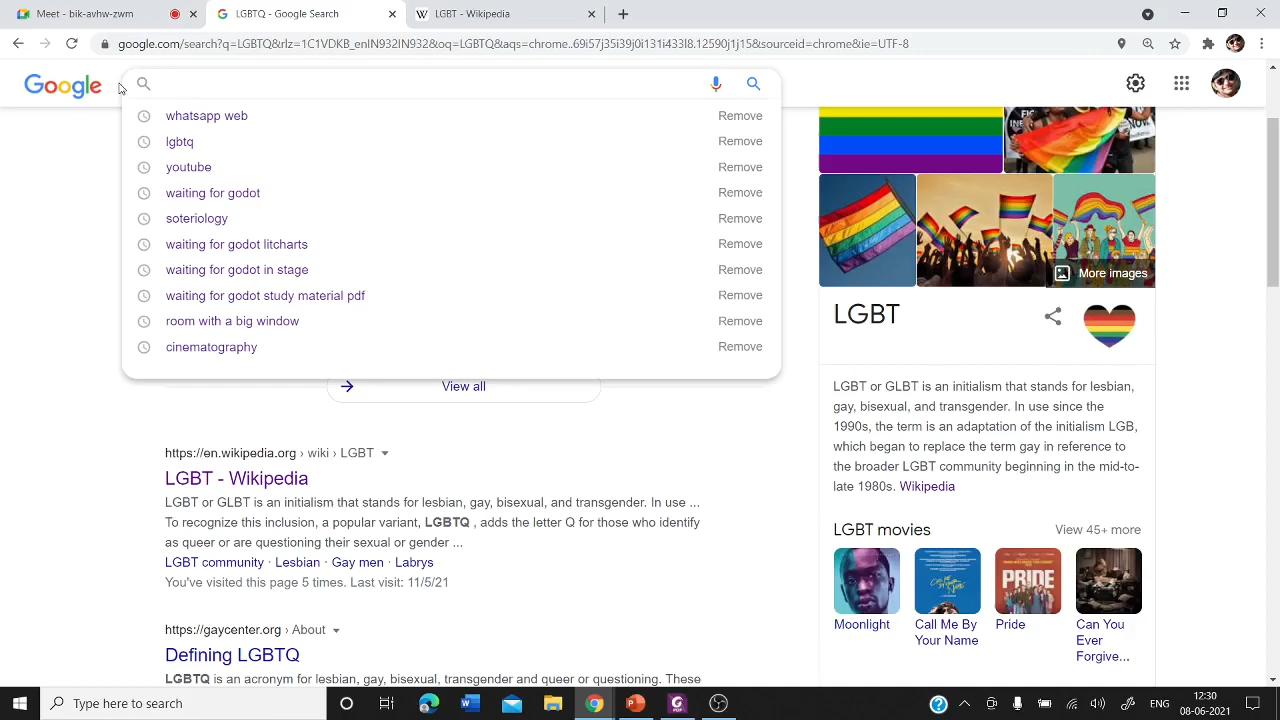 Meet - bik-avhw-zwm
LGBTQ - Google Search
LGBT - Wikipedia
google.com/search?q=LGBTQ&rlz=1C1VDKB_enIN932IN932&oq=LGBTQ&aqs=chrome..69i57j35i39j0i131i433l8.12590j1j15&sourceid=chrome&ie=UTF-8
Google
whatsapp web Remove
lgbtq Remove
youtube Remove
waiting for godot Remove
soteriology Remove
waiting for godot litcharts Remove
waiting for godot in stage Remove
waiting for godot study material pdf Remove
room with a big window Remove
cinematography Remove
View all
https://en.wikipedia.org › wiki › LGBT
LGBT - Wikipedia
LGBT or GLBT is an initialism that stands for lesbian, gay, bisexual, and transgender. In use ...
To recognize this inclusion, a popular variant, LGBTQ , adds the letter Q for those who identify
as queer or are questioning their sexual or gender ...
LGBT community · Lesbian · Gay men · Labrys
You've visited this page 5 times. Last visit: 11/5/21
https://gaycenter.org › About
Defining LGBTQ
LGBTQ is an acronym for lesbian, gay, bisexual, transgender and queer or questioning. These
More images
LGBT
LGBT or GLBT is an initialism that stands for lesbian,
gay, bisexual, and transgender. In use since the
1990s, the term is an adaptation of the initialism LGB,
which began to replace the term gay in reference to
the broader LGBT community beginning in the mid-to-
late 1980s. Wikipedia
LGBT movies
View 45+ more
PRIDE
Moonlight
Call Me By
Your Name
Pride
Can You
Ever
Forgive...
Type here to search
ENG
12:30
08-06-2021